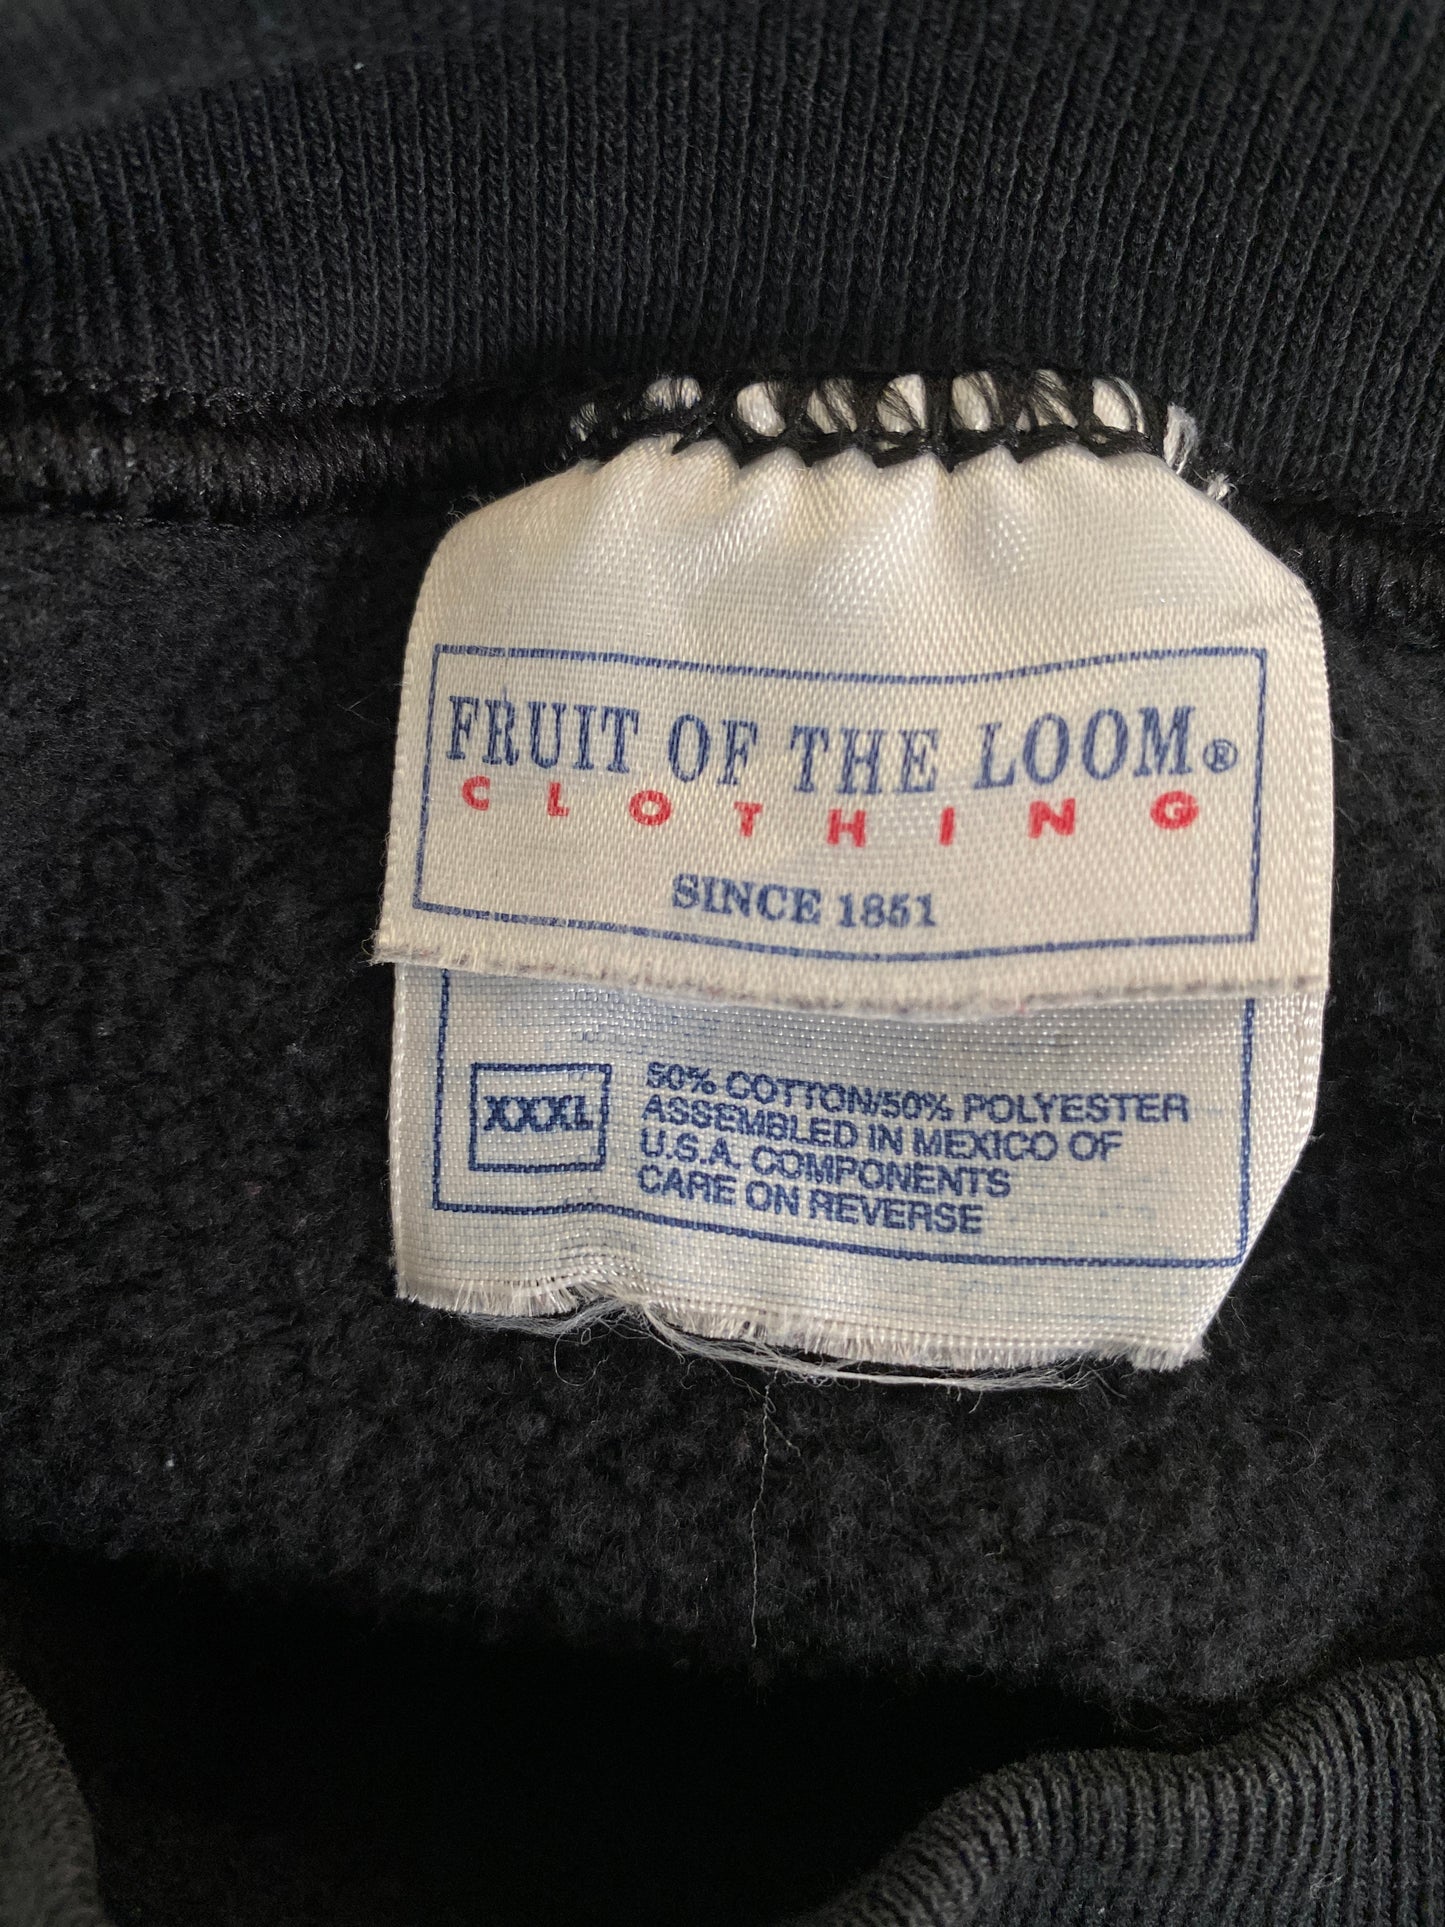 FRUIT OF THE LOOM®
CLOTHING
SINCE 1851
XXXL
50% COTTON/50% POLYESTER
ASSEMBLED IN MEXICO OF
U.S.A. COMPONENTS
CARE ON REVERSE